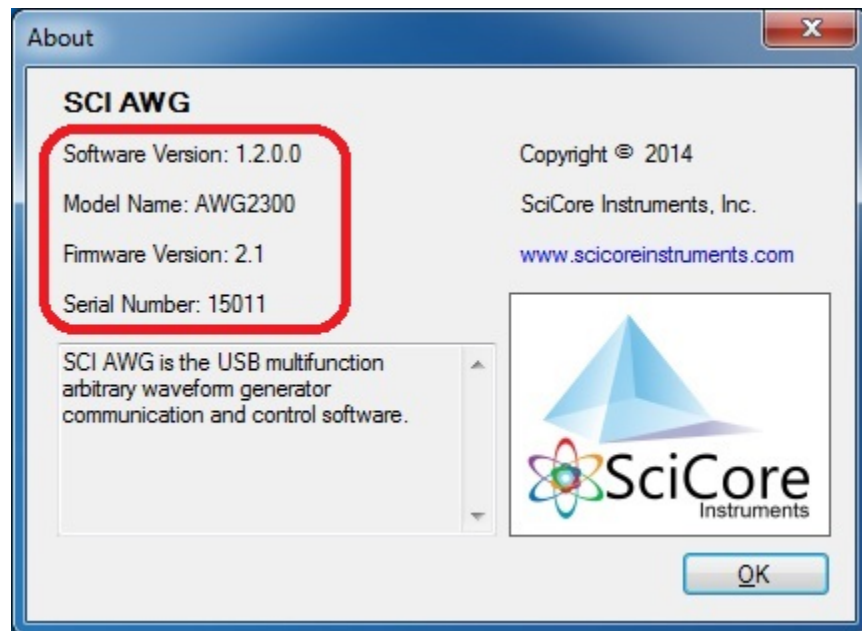 About
SCI AWG
Software Version: 1.2.0.0
Model Name: AWG2300
Firmware Version: 2.1
Serial Number: 15011
Copyright © 2014
SciCore Instruments, Inc.
www.scicoreinstruments.com
SCI AWG is the USB multifunction
arbitrary waveform generator
communication and control software.
SciCore
Instruments
OK